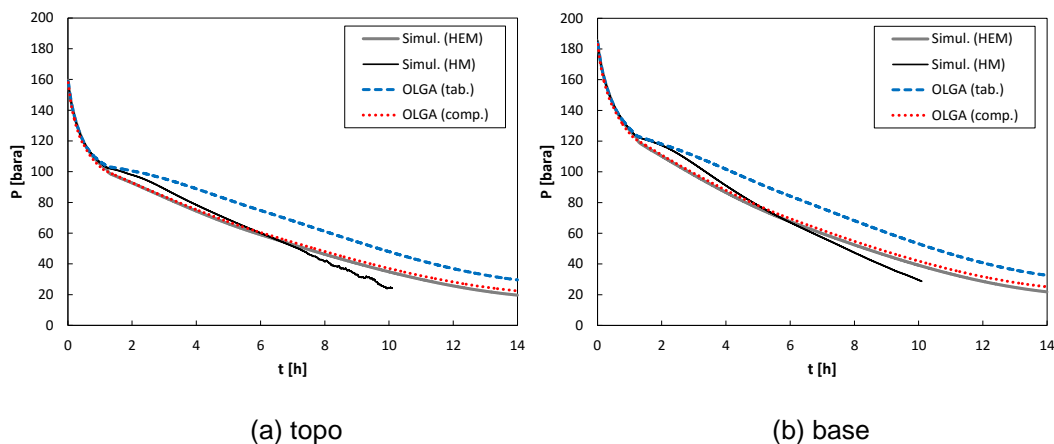 200
180
160
140
120
100
80
60
40
20
0
P [bara]
0 2 4 6 8 10 12 14
t [h]
Simul. (HEM)
Simul. (HM)
OLGA (tab.)
OLGA (comp.)
(a) topo
200
180
160
140
120
100
80
60
40
20
0
P [bara]
0 2 4 6 8 10 12 14
t [h]
Simul. (HEM)
Simul. (HM)
OLGA (tab.)
OLGA (comp.)
(b) base